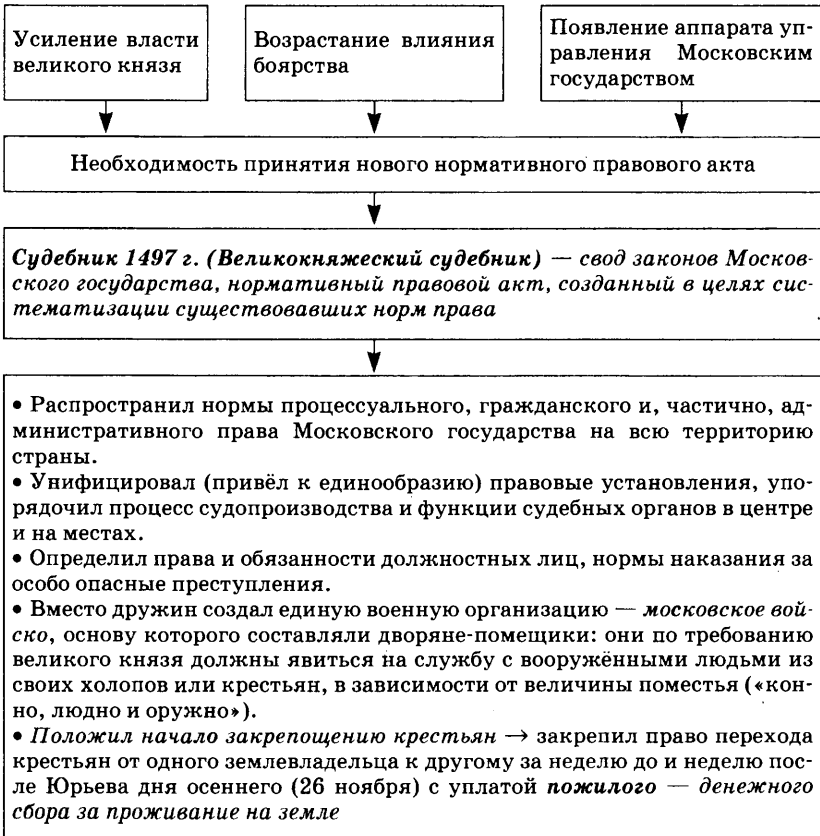 Усиление власти
великого князя
Возрастание влияния
боярства
Появление аппарата уп-
равления Московским
государством
Необходимость принятия нового нормативного правового акта
Судебник 1497 г. (Великокняжеский судебник) — свод законов Москов-
ского государства, нормативный правовой акт, созданный в целях сис-
тематизации существовавших норм права
• Распространил нормы процессуального, гражданского и, частично, ад-
министративного права Московского государства на всю территорию
страны.
• Унифицировал (привёл к единообразию) правовые установления, упо-
рядочил процесс судопроизводства и функции судебных органов в центре
и на местах.
• Определил права и обязанности должностных лиц, нормы наказания за
особо опасные преступления.
• Вместо дружин создал единую военную организацию — московское вой-
ско, основу которого составляли дворяне-помещики: они по требованию
великого князя должны явиться на службу с вооружёнными людьми из
своих холопов или крестьян, в зависимости от величины поместья («кон-
но, людно и оружно»).
• Положил начало закрепощению крестьян → закрепил право перехода
крестьян от одного землевладельца к другому за неделю до и неделю пос-
ле Юрьева дня осеннего (26 ноября) с уплатой пожилого — денежного
сбора за проживание на земле